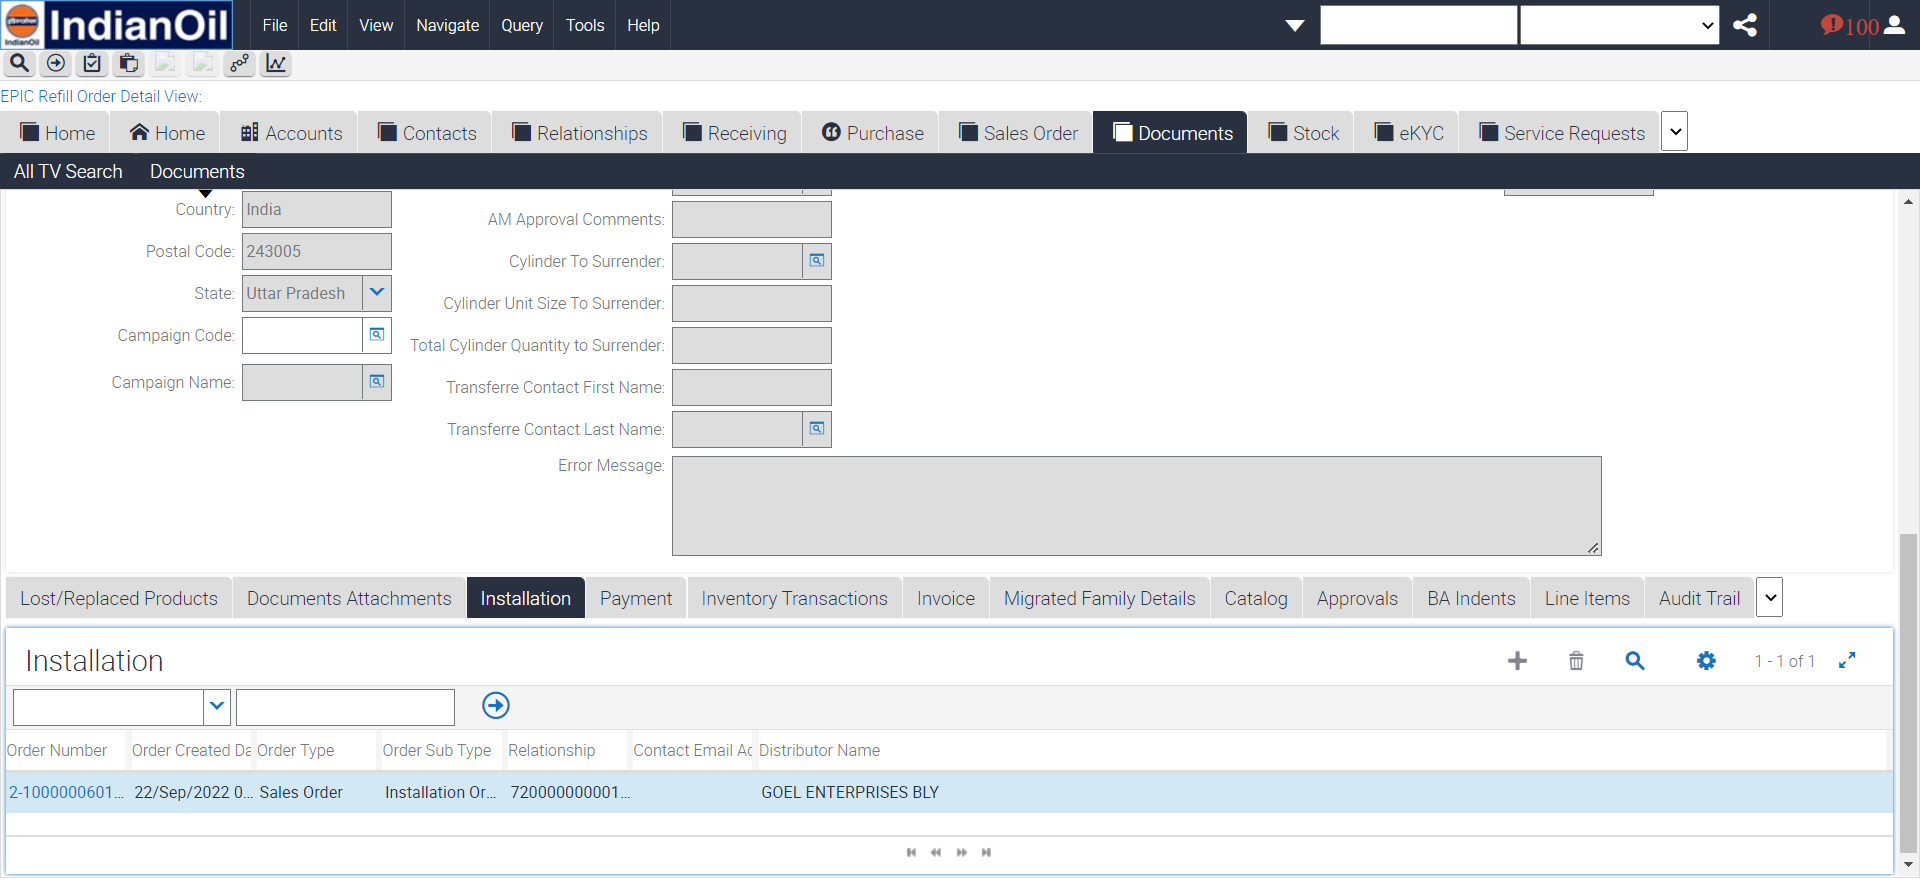 IndianOil
IndianOil
File Edit View Navigate Query Tools Help
100
EPIC Refill Order Detail View:
Home Home Accounts Contacts Relationships Receiving Purchase Sales Order Documents Stock eKYC Service Requests
All TV Search Documents
Country: India
AM Approval Comments:
Postal Code: 243005
Cylinder To Surrender:
State: Uttar Pradesh
Cylinder Unit Size To Surrender:
Campaign Code:
Total Cylinder Quantity to Surrender:
Campaign Name:
Transferre Contact First Name:
Transferre Contact Last Name:
Error Message:
Lost/Replaced Products Documents Attachments Installation Payment Inventory Transactions Invoice Migrated Family Details Catalog Approvals BA Indents Line Items Audit Trail
Installation
1 - 1 of 1
Order Number Order Created Da Order Type Order Sub Type Relationship Contact Email Ac Distributor Name
2-1000000601... 22/Sep/2022 0... Sales Order Installation Or... 720000000001... GOEL ENTERPRISES BLY